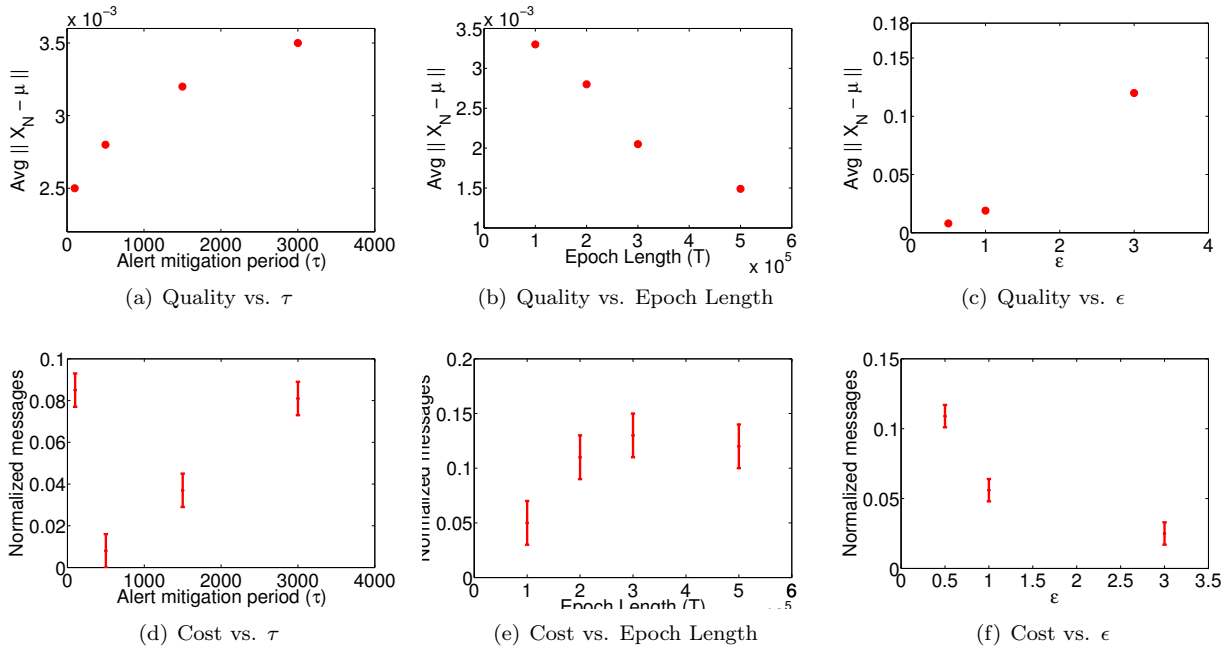 x 10⁻³
3.5
3
2.5
Avg || X_N − μ ||
0 1000 2000 3000 4000
Alert mitigation period (τ)
(a) Quality vs. τ
x 10⁻³
3.5
3
2.5
2
1.5
1
Avg || X_N − μ ||
0 1 2 3 4 5 6
Epoch Length (T)
x 10⁵
(b) Quality vs. Epoch Length
0.18
0.15
0.1
0.05
0
Avg || X_N − μ ||
0 1 2 3 4
ε
(c) Quality vs. ϵ
0.1
0.08
0.06
0.04
0.02
0
Normalized messages
0 1000 2000 3000 4000
Alert mitigation period (τ)
(d) Cost vs. τ
0.2
0.15
0.1
0.05
0
Normalized messages
0 1 2 3 4 5 6
Epoch Length (T)
(e) Cost vs. Epoch Length
0.15
0.1
0.05
0
Normalized messages
0 0.5 1 1.5 2 2.5 3 3.5
ε
(f) Cost vs. ϵ